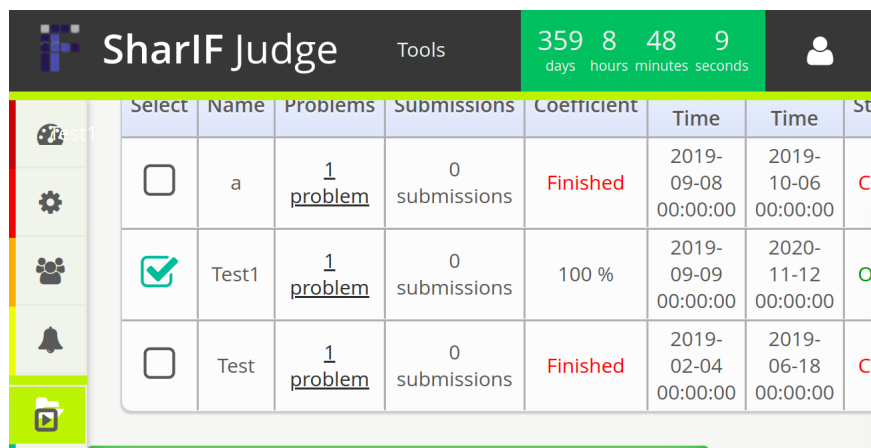 SharIF Judge
Tools
359 8 48 9
days hours minutes seconds
Select Name Problems Submissions Coefficient
Time Time
Test1
a
1
problem
0
submissions
Finished
2019-
09-08
00:00:00
2019-
10-06
00:00:00
Test1
1
problem
0
submissions
100 %
2019-
09-09
00:00:00
2020-
11-12
00:00:00
Test
1
problem
0
submissions
Finished
2019-
02-04
00:00:00
2019-
06-18
00:00:00